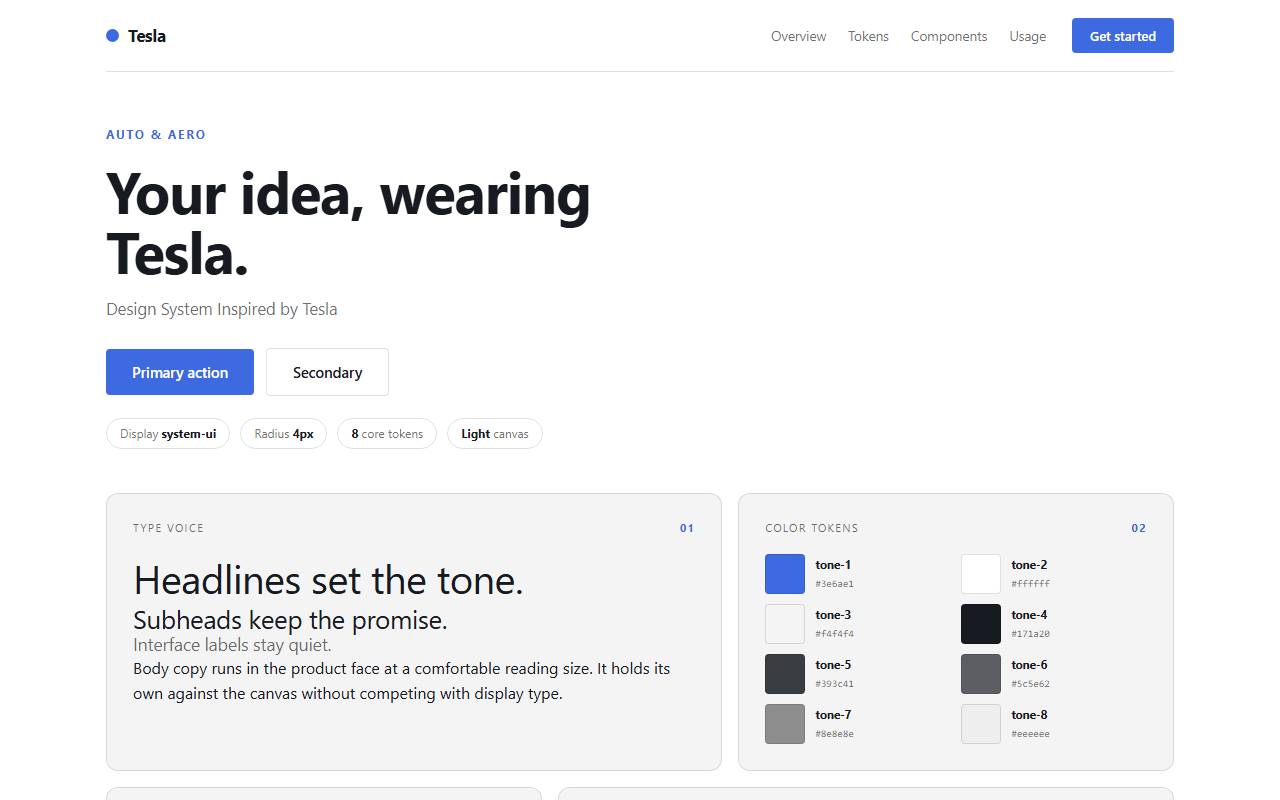 Tesla
Overview
Tokens
Components
Usage
Get started
AUTO & AERO
Your idea, wearing
Tesla.
Design System Inspired by Tesla
Primary action
Secondary
Display system-ui
Radius 4px
8 core tokens
Light canvas
TYPE VOICE
01
Headlines set the tone.
Subheads keep the promise.
Interface labels stay quiet.
Body copy runs in the product face at a comfortable reading size. It holds its
own against the canvas without competing with display type.
COLOR TOKENS
02
tone-1
#3e6ae1
tone-2
#ffffff
tone-3
#f4f4f4
tone-4
#171a20
tone-5
#393c41
tone-6
#5c5e62
tone-7
#8e8e8e
tone-8
#eeeeee